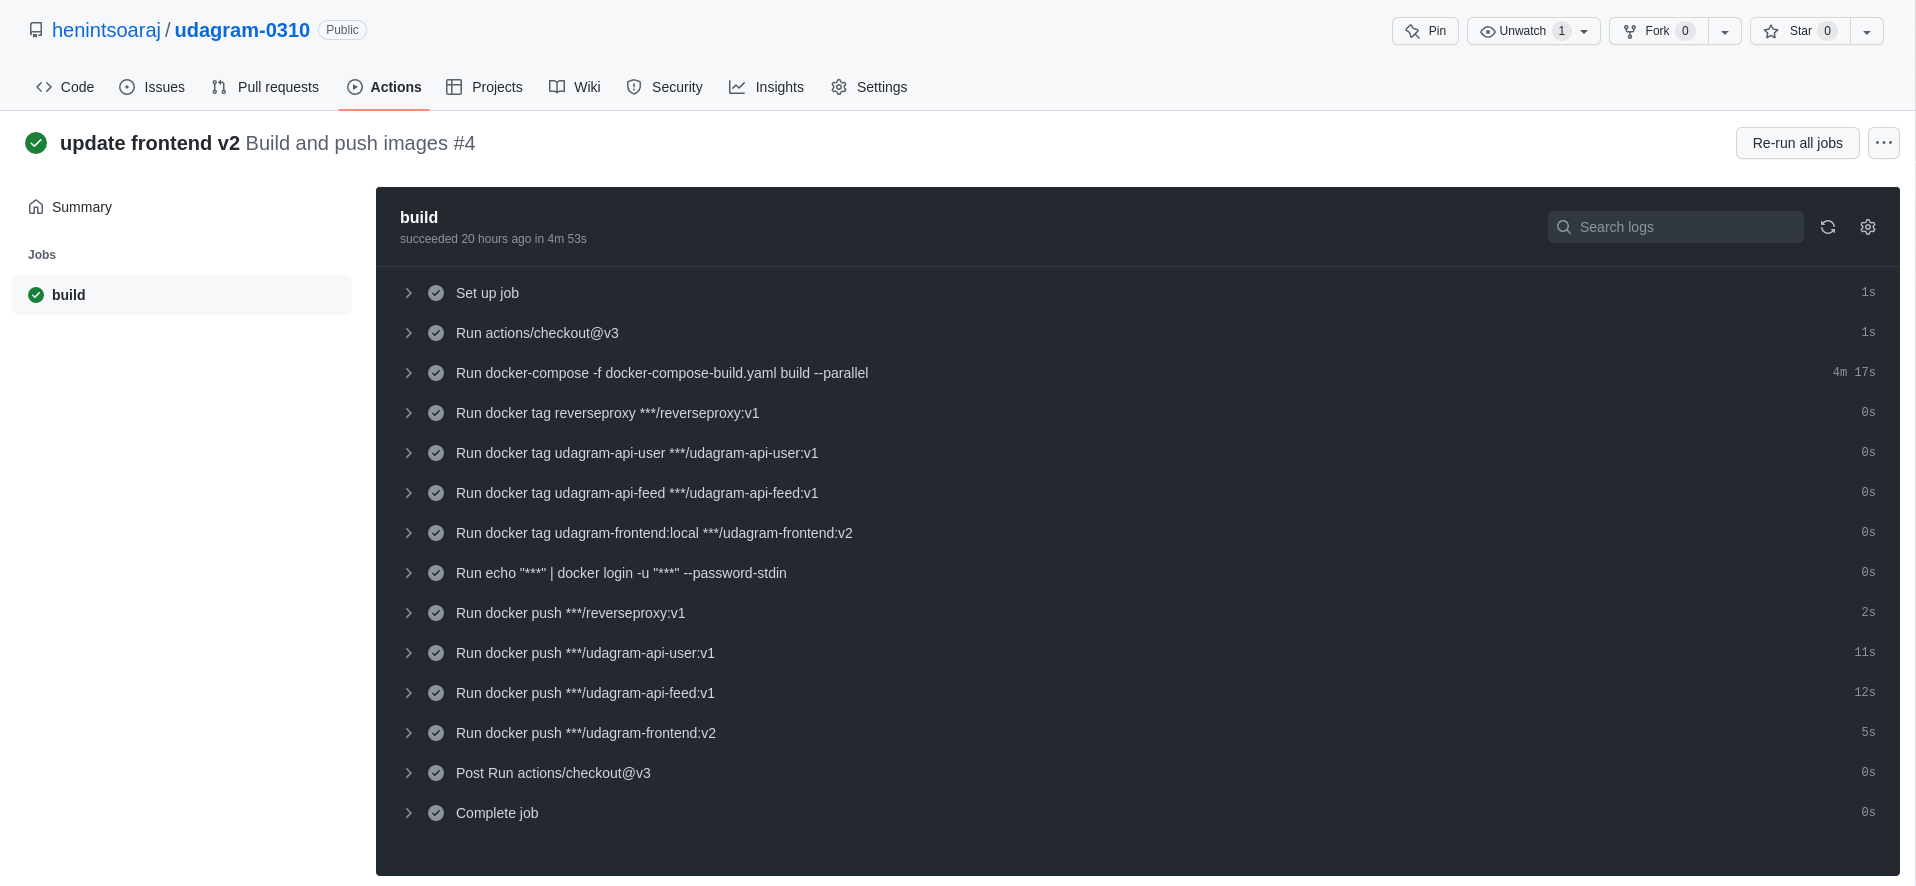 henintsoaraj / udagram-0310 Public
Pin Unwatch 1 Fork 0 Star 0
Code Issues Pull requests Actions Projects Wiki Security Insights Settings
update frontend v2 Build and push images #4
Re-run all jobs
Summary
Jobs
build
build
succeeded 20 hours ago in 4m 53s
Search logs
Set up job 1s
Run actions/checkout@v3 1s
Run docker-compose -f docker-compose-build.yaml build --parallel 4m 17s
Run docker tag reverseproxy ***/reverseproxy:v1 0s
Run docker tag udagram-api-user ***/udagram-api-user:v1 0s
Run docker tag udagram-api-feed ***/udagram-api-feed:v1 0s
Run docker tag udagram-frontend:local ***/udagram-frontend:v2 0s
Run echo "***" | docker login -u "***" --password-stdin 0s
Run docker push ***/reverseproxy:v1 2s
Run docker push ***/udagram-api-user:v1 11s
Run docker push ***/udagram-api-feed:v1 12s
Run docker push ***/udagram-frontend:v2 5s
Post Run actions/checkout@v3 0s
Complete job 0s